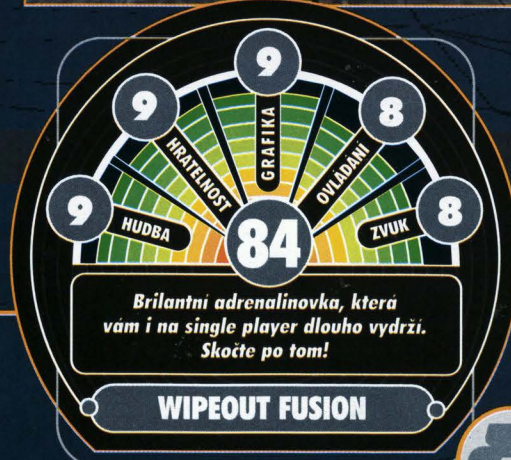 9
9
9
8
8
HUDBA
HRATELNOST
GRAFIKA
OVLÁDÁNÍ
ZVUK
84
Brilantní adrenalinovka, která
vám i na single player dlouho vydrží.
Skočte po tom!
WIPEOUT FUSION